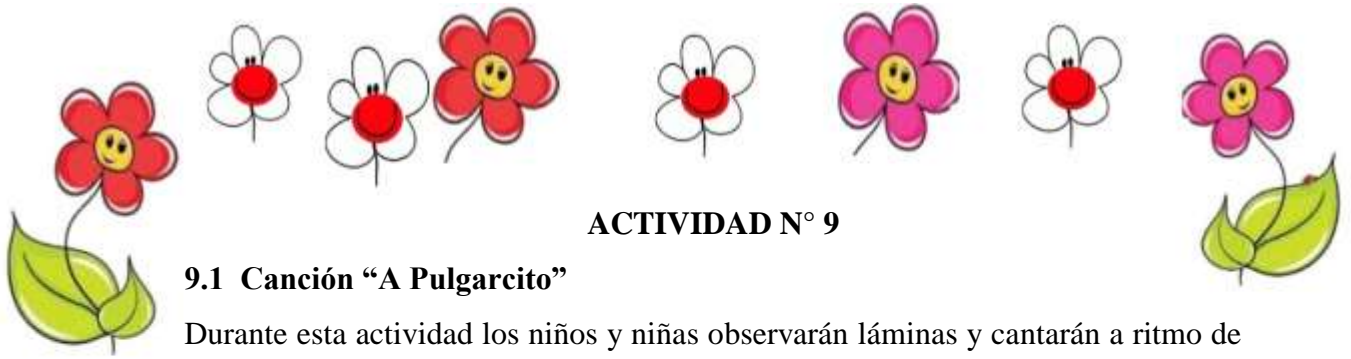 ACTIVIDAD N° 9
9.1 Canción “A Pulgarcito”
Durante esta actividad los niños y niñas observarán láminas y cantarán a ritmo de